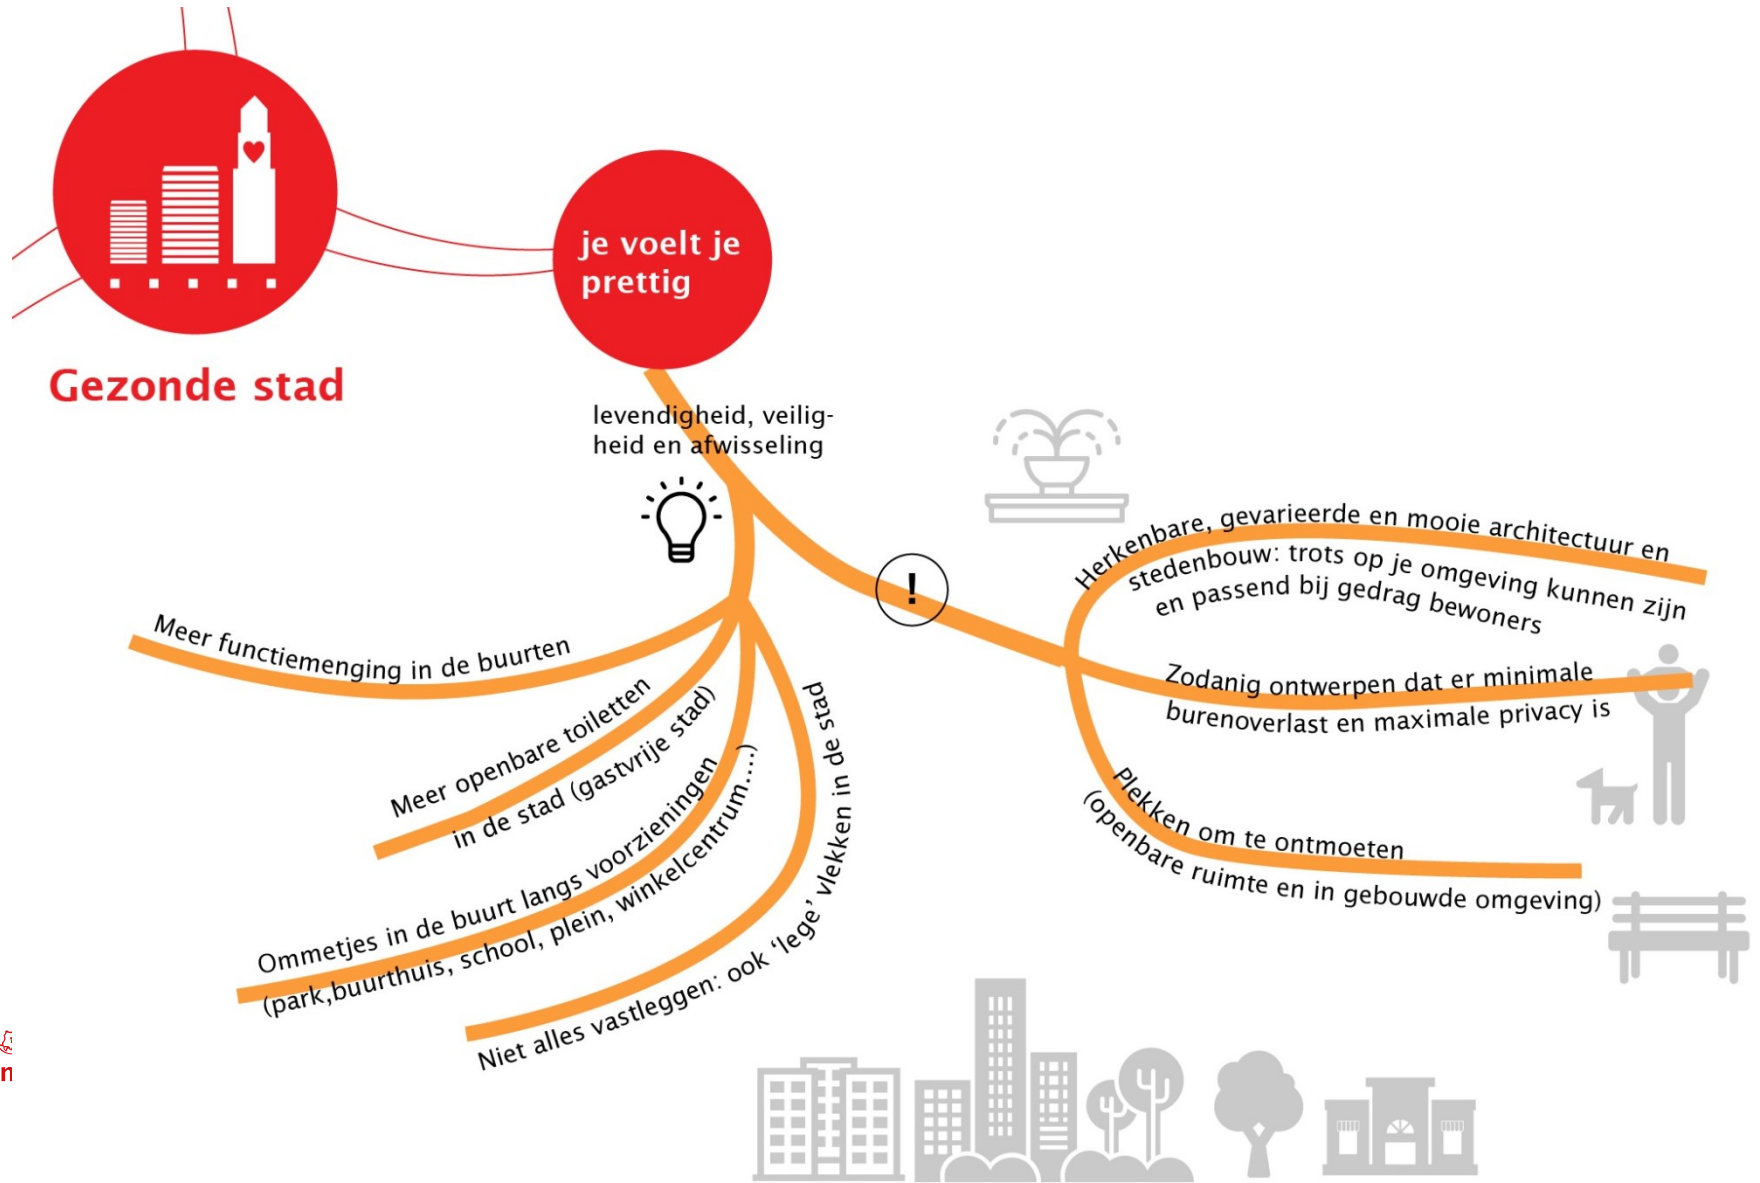 je voelt je
prettig
Gezonde stad
levendigheid, veilig-
heid en afwisseling
!
Herkenbare, gevarieerde en mooie architectuur en
stedenbouw: trots op je omgeving kunnen zijn
en passend bij gedrag bewoners
Zodanig ontwerpen dat er minimale
burenoverlast en maximale privacy is
Plekken om te ontmoeten
(openbare ruimte en in gebouwde omgeving)
Meer functiemenging in de buurten
Meer openbare toiletten
in de stad (gastvrije stad)
Ommetjes in de buurt langs voorzieningen
(park,buurthuis, school, plein, winkelcentrum....)
Niet alles vastleggen: ook ‘lege’ vlekken in de stad